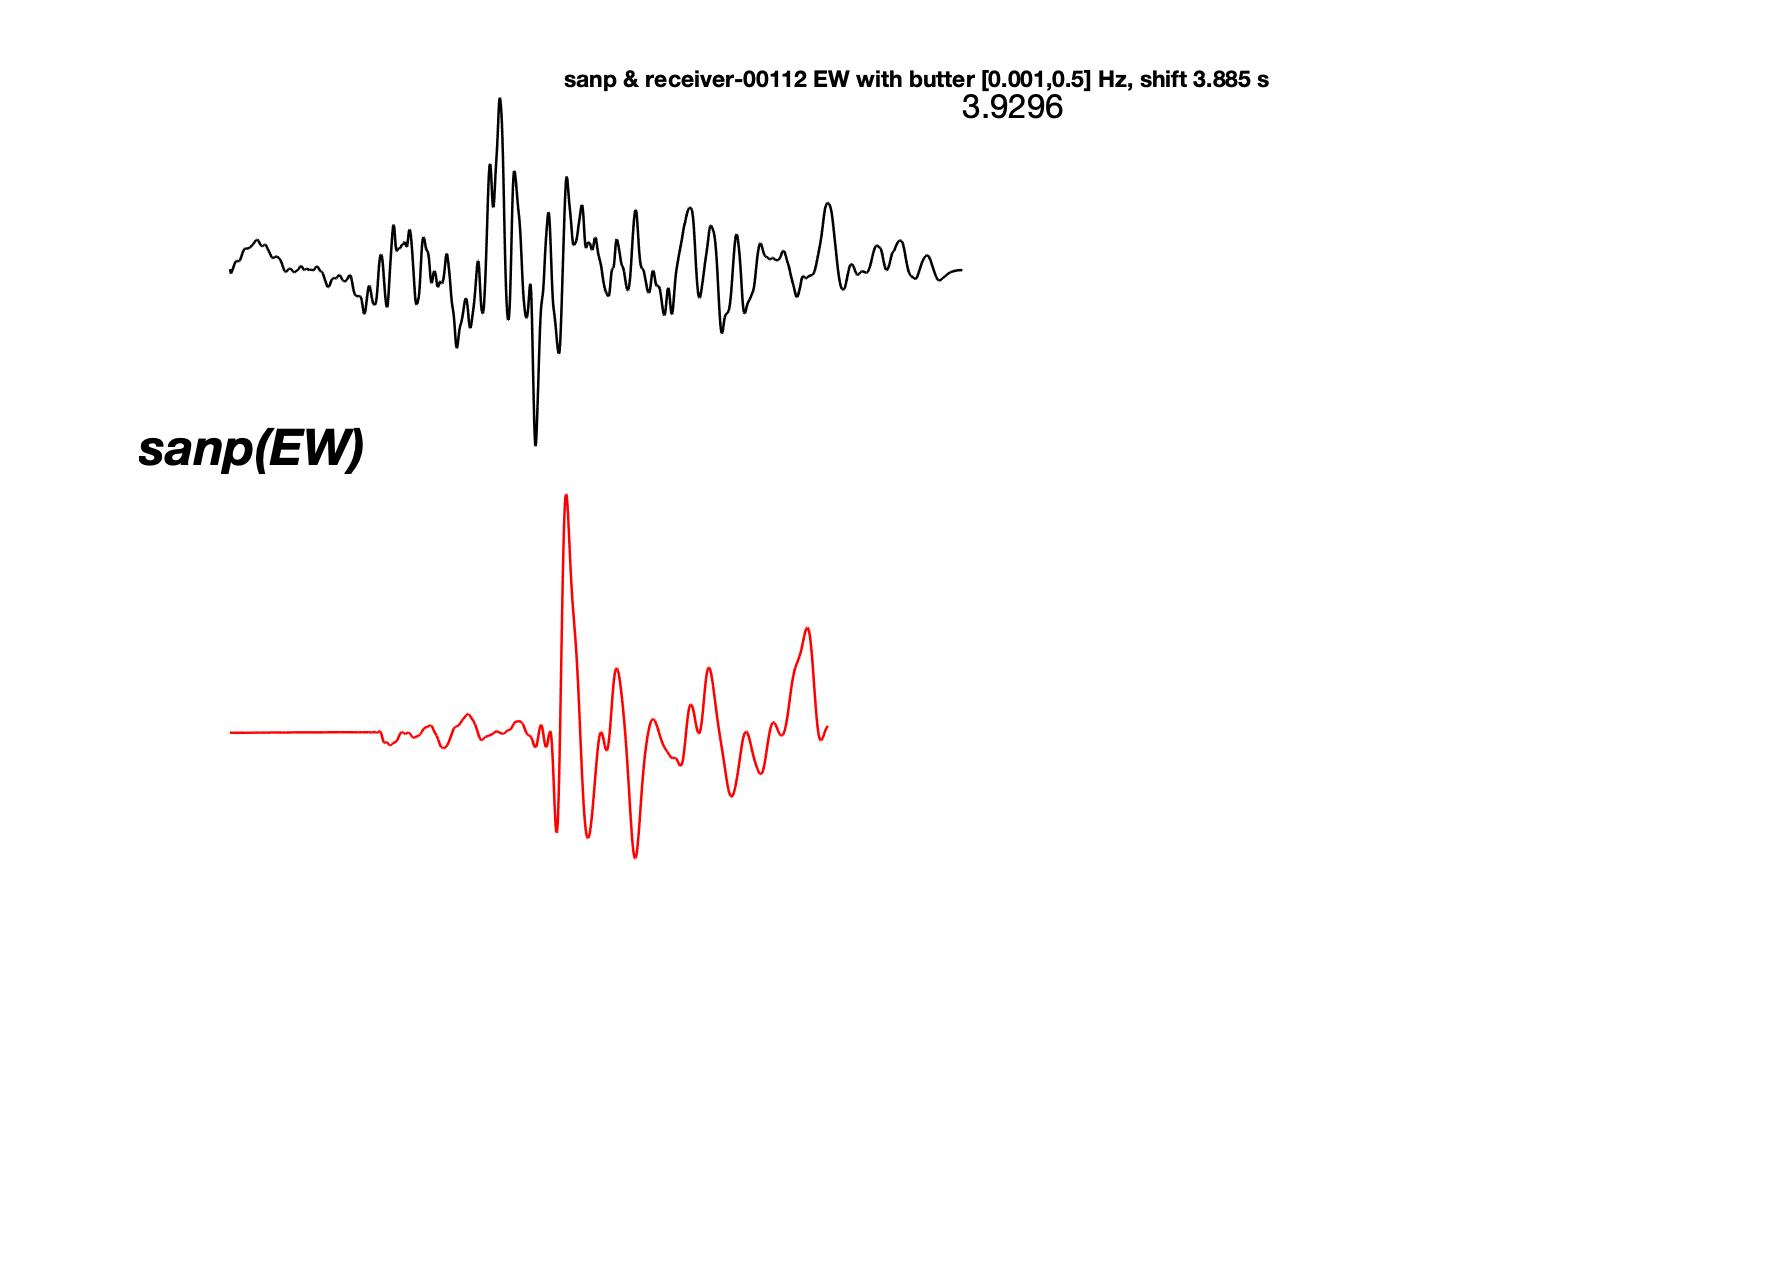 sanp & receiver-00112 EW with butter [0.001,0.5] Hz, shift 3.885 s
3.9296
sanp(EW)